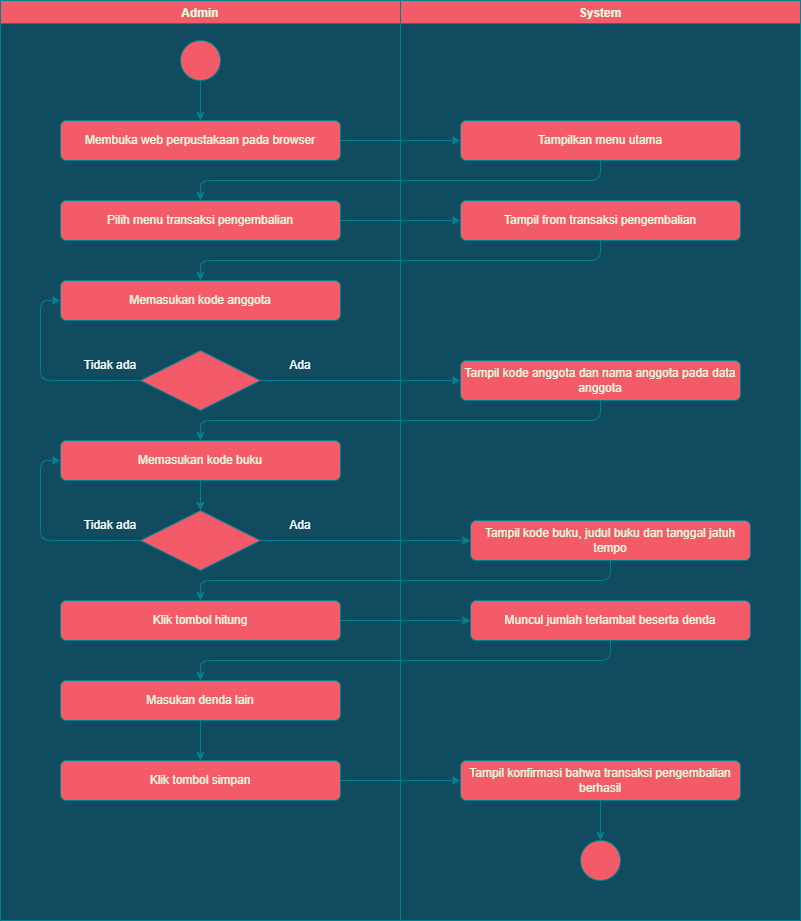 Admin
System
Membuka web perpustakaan pada browser
Tampilkan menu utama
Pilih menu transaksi pengembalian
Tampil from transaksi pengembalian
Memasukan kode anggota
Tidak ada
Ada
Tampil kode anggota dan nama anggota pada data
anggota
Memasukan kode buku
Tidak ada
Ada
Tampil kode buku, judul buku dan tanggal jatuh
tempo
Klik tombol hitung
Muncul jumlah terlambat beserta denda
Masukan denda lain
Klik tombol simpan
Tampil konfirmasi bahwa transaksi pengembalian
berhasil